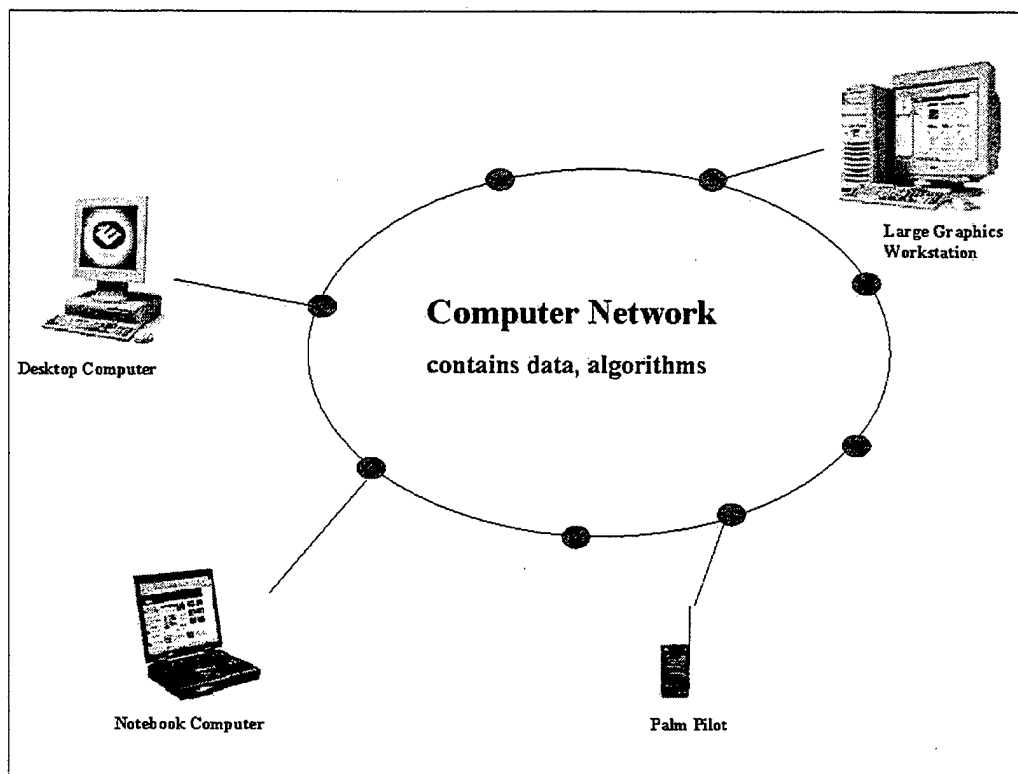 Large Graphics
Workstation
Computer Network
contains data, algorithms
Desktop Computer
Notebook Computer
Palm Pilot